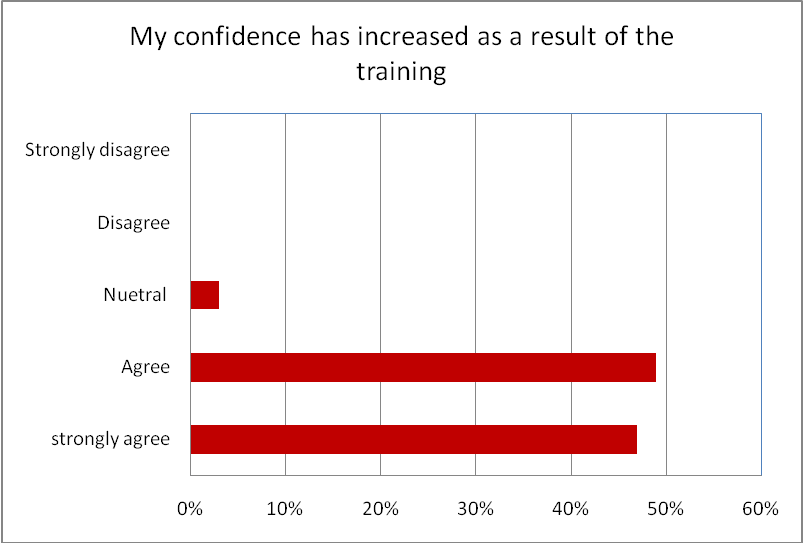 My confidence has increased as a result of the
training
Strongly disagree
Disagree
Nuetral
Agree
strongly agree
0% 10% 20% 30% 40% 50% 60%